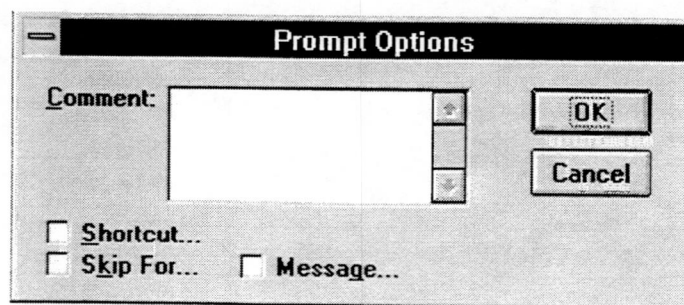 Prompt Options
Comment:
OK
Cancel
Shortcut...
Skip For...
Message...